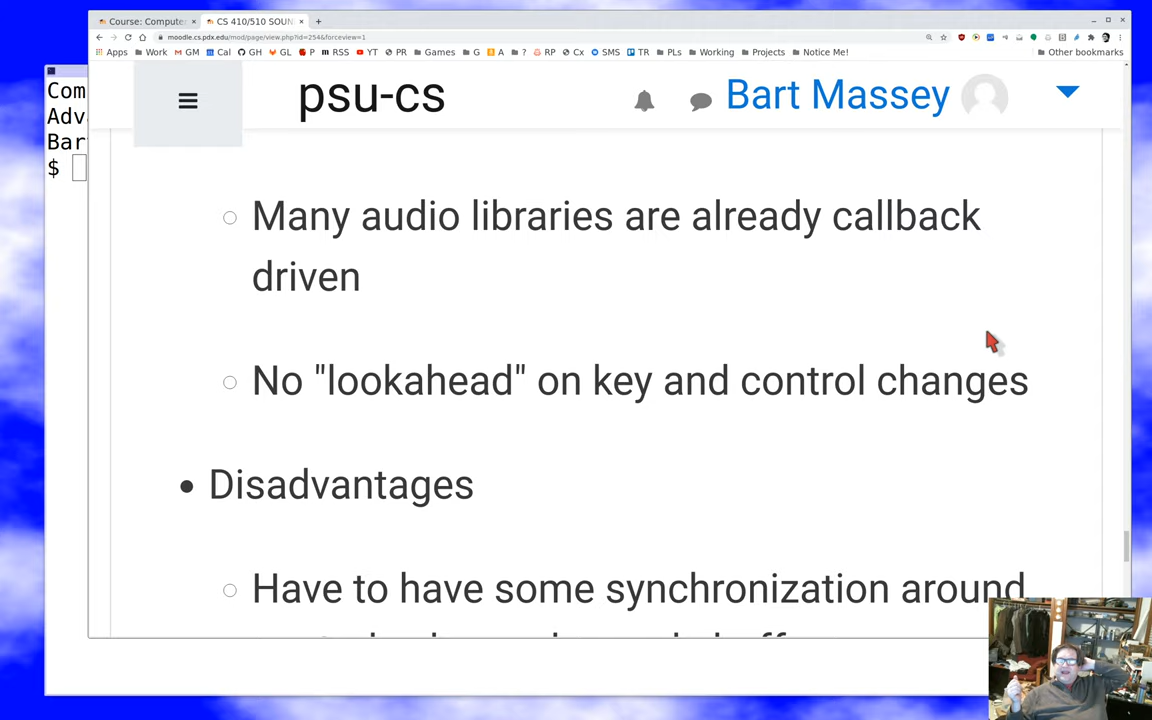 Course: Compute
CS 410/510 SOUN
moodle.cs.pdx.edu/mod/page/view.php?id=254&forceview=1
Apps Work GM Cal GH GL P RSS YT PR Games G A ? RP Cx SMS TR PLs Working Projects Notice Me! Other bookmarks
Com
Adv
Bar
$
psu-cs
Bart Massey
Many audio libraries are already callback
driven
No "lookahead" on key and control changes
Disadvantages
Have to have some synchronization around